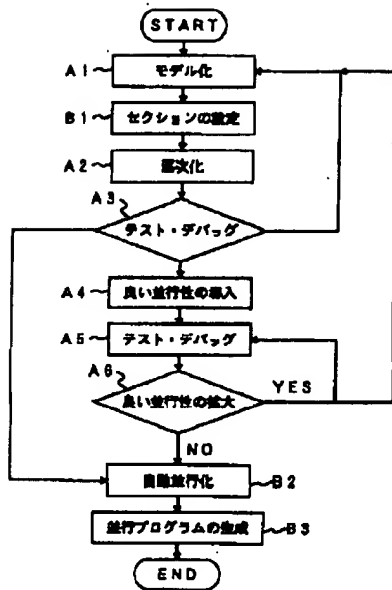 START
A1 モデル化
B1 セクションの設定
A2 逐次化
A3
テスト・デバッグ
A4 良い並行性の導入
A5 テスト・デバッグ
A6
良い並行性の拡大
YES
NO
自動並行化 B2
並行プログラムの生成 B3
END